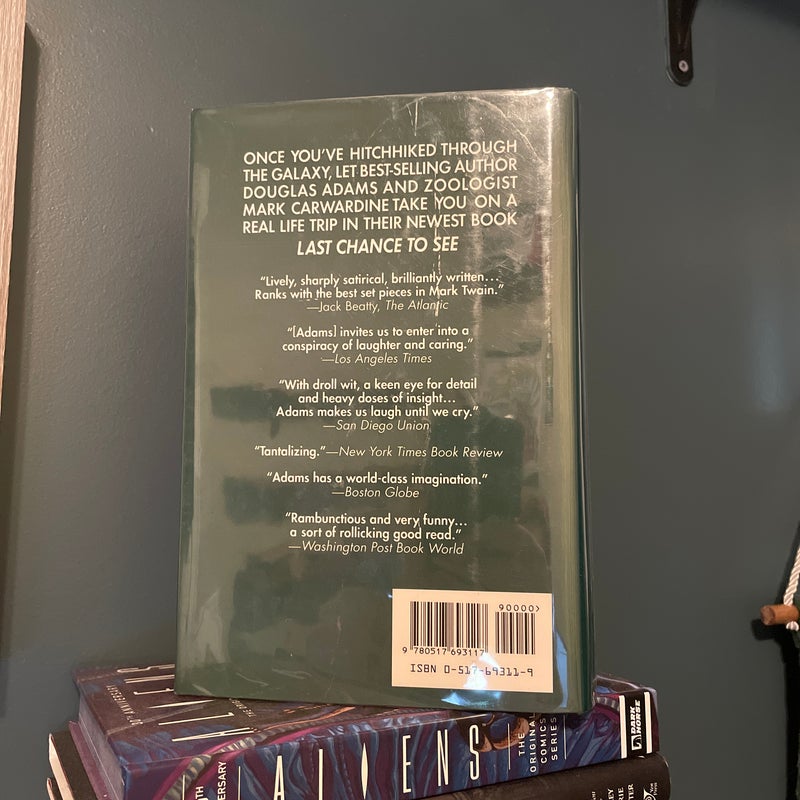 ONCE YOU'VE HITCHHIKED THROUGH
THE GALAXY, LET BEST-SELLING AUTHOR
DOUGLAS ADAMS AND ZOOLOGIST
MARK CARWARDINE TAKE YOU ON A
REAL LIFE TRIP IN THEIR NEWEST BOOK
LAST CHANCE TO SEE
“Lively, sharply satirical, brilliantly written...
Ranks with the best set pieces in Mark Twain.”
—Jack Beatty, The Atlantic
“[Adams] invites us to enter into a
conspiracy of laughter and caring.”
—Los Angeles Times
“With droll wit, a keen eye for detail
and heavy doses of insight...
Adams makes us laugh until we cry.”
—San Diego Union
“Tantalizing.”—New York Times Book Review
“Adams has a world-class imagination.”
—Boston Globe
“Rambunctious and very funny...
a sort of rollicking good read.”
—Washington Post Book World
90000>
9 780517 693117
ISBN 0-517-69311-9
ALIENS
THE
ORIGINAL
COMICS
SERIES
DARK
HORSE